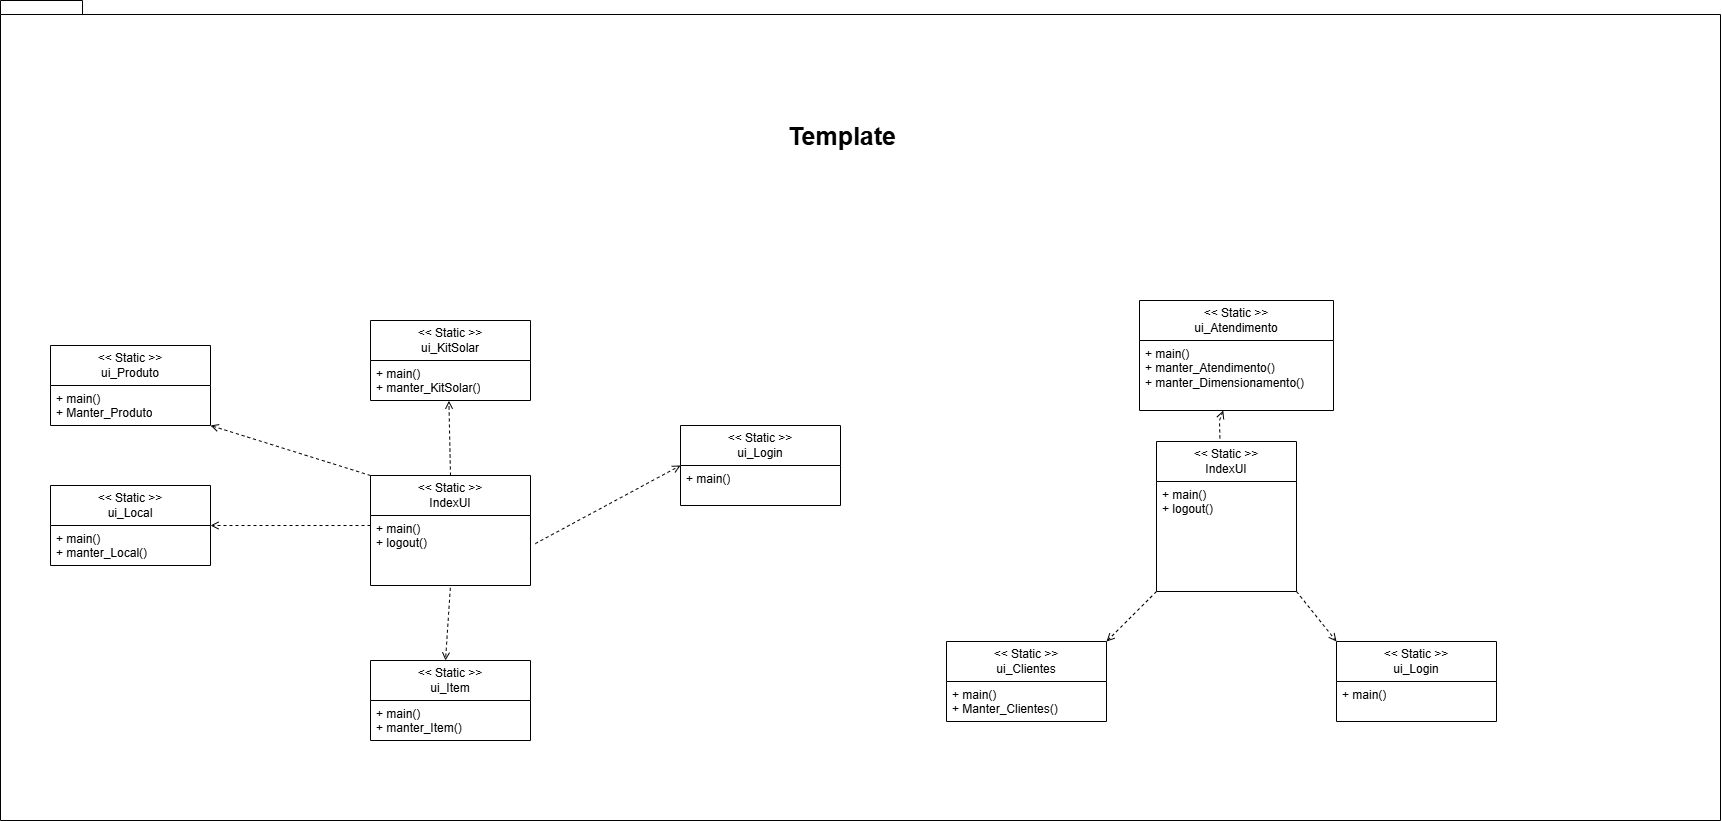 Template
<< Static >>
ui_Produto
+ main()
+ Manter_Produto
<< Static >>
ui_KitSolar
+ main()
+ manter_KitSolar()
<< Static >>
ui_Local
+ main()
+ manter_Local()
<< Static >>
IndexUI
+ main()
+ logout()
<< Static >>
ui_Login
+ main()
<< Static >>
ui_Item
+ main()
+ manter_Item()
<< Static >>
ui_Atendimento
+ main()
+ manter_Atendimento()
+ manter_Dimensionamento()
<< Static >>
IndexUI
+ main()
+ logout()
<< Static >>
ui_Clientes
+ main()
+ Manter_Clientes()
<< Static >>
ui_Login
+ main()